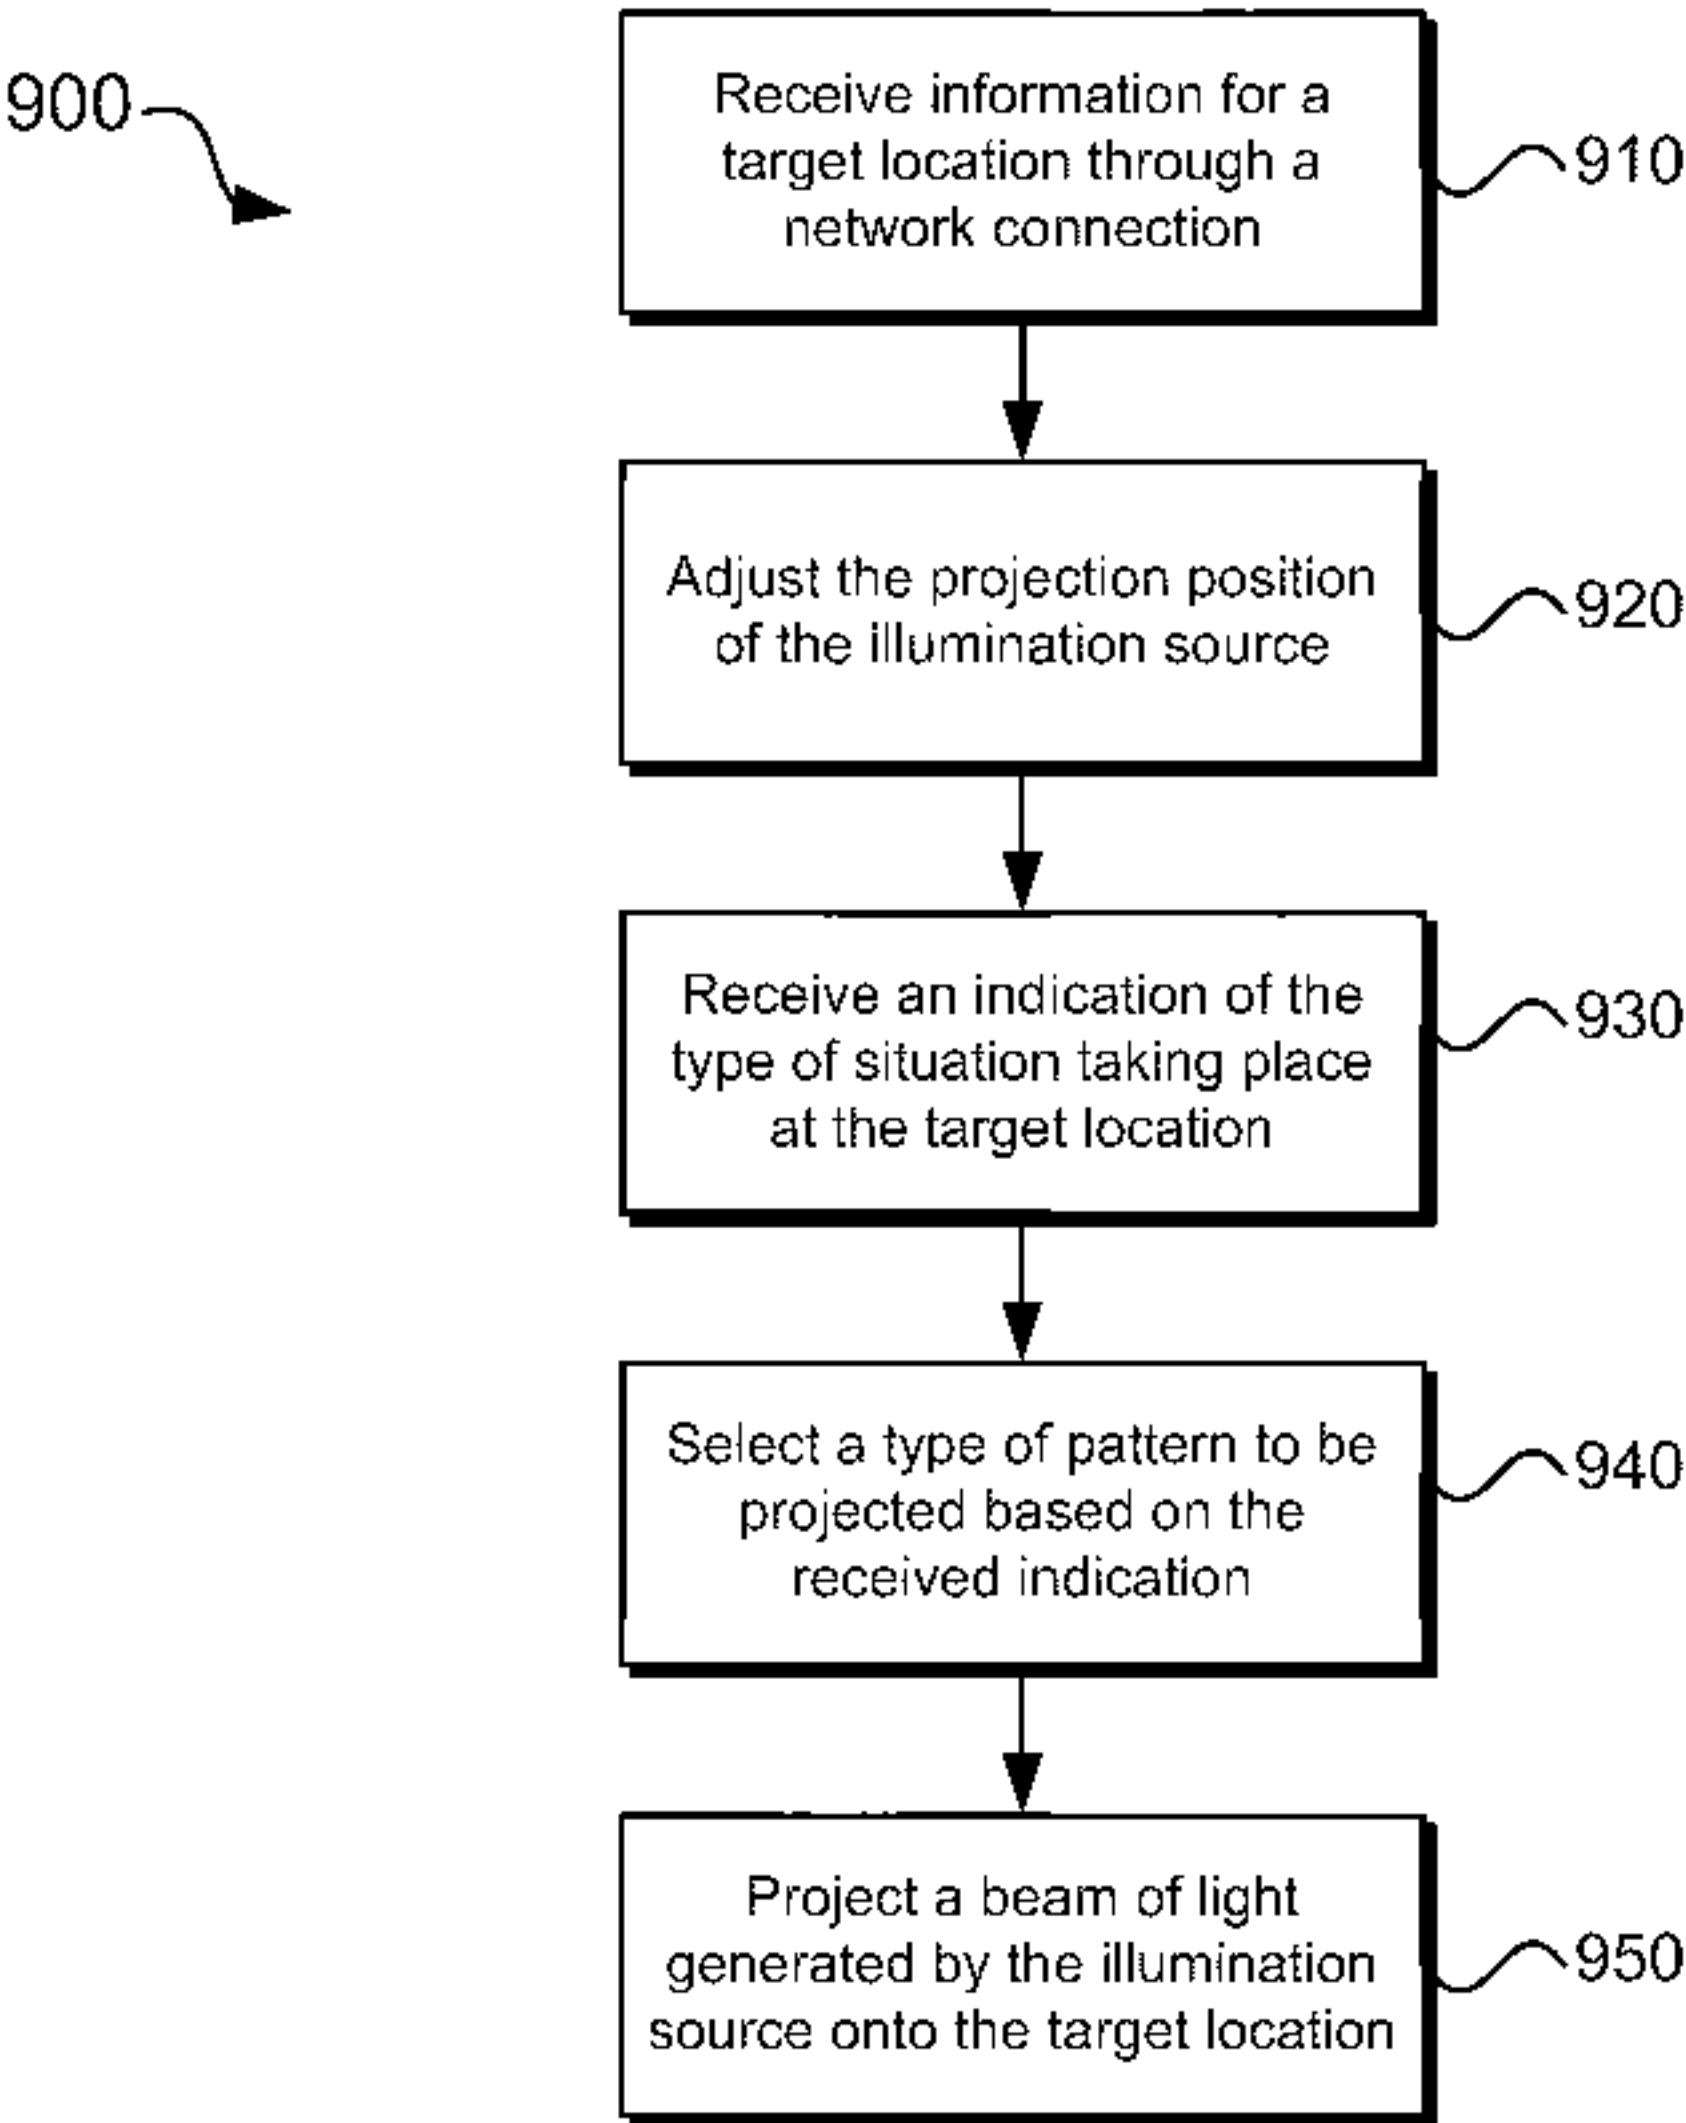 900
Receive information for a
target location through a
network connection
910
Adjust the projection position
of the illumination source
920
Receive an indication of the
type of situation taking place
at the target location
930
Select a type of pattern to be
projected based on the
received indication
940
Project a beam of light
generated by the illumination
source onto the target location
950